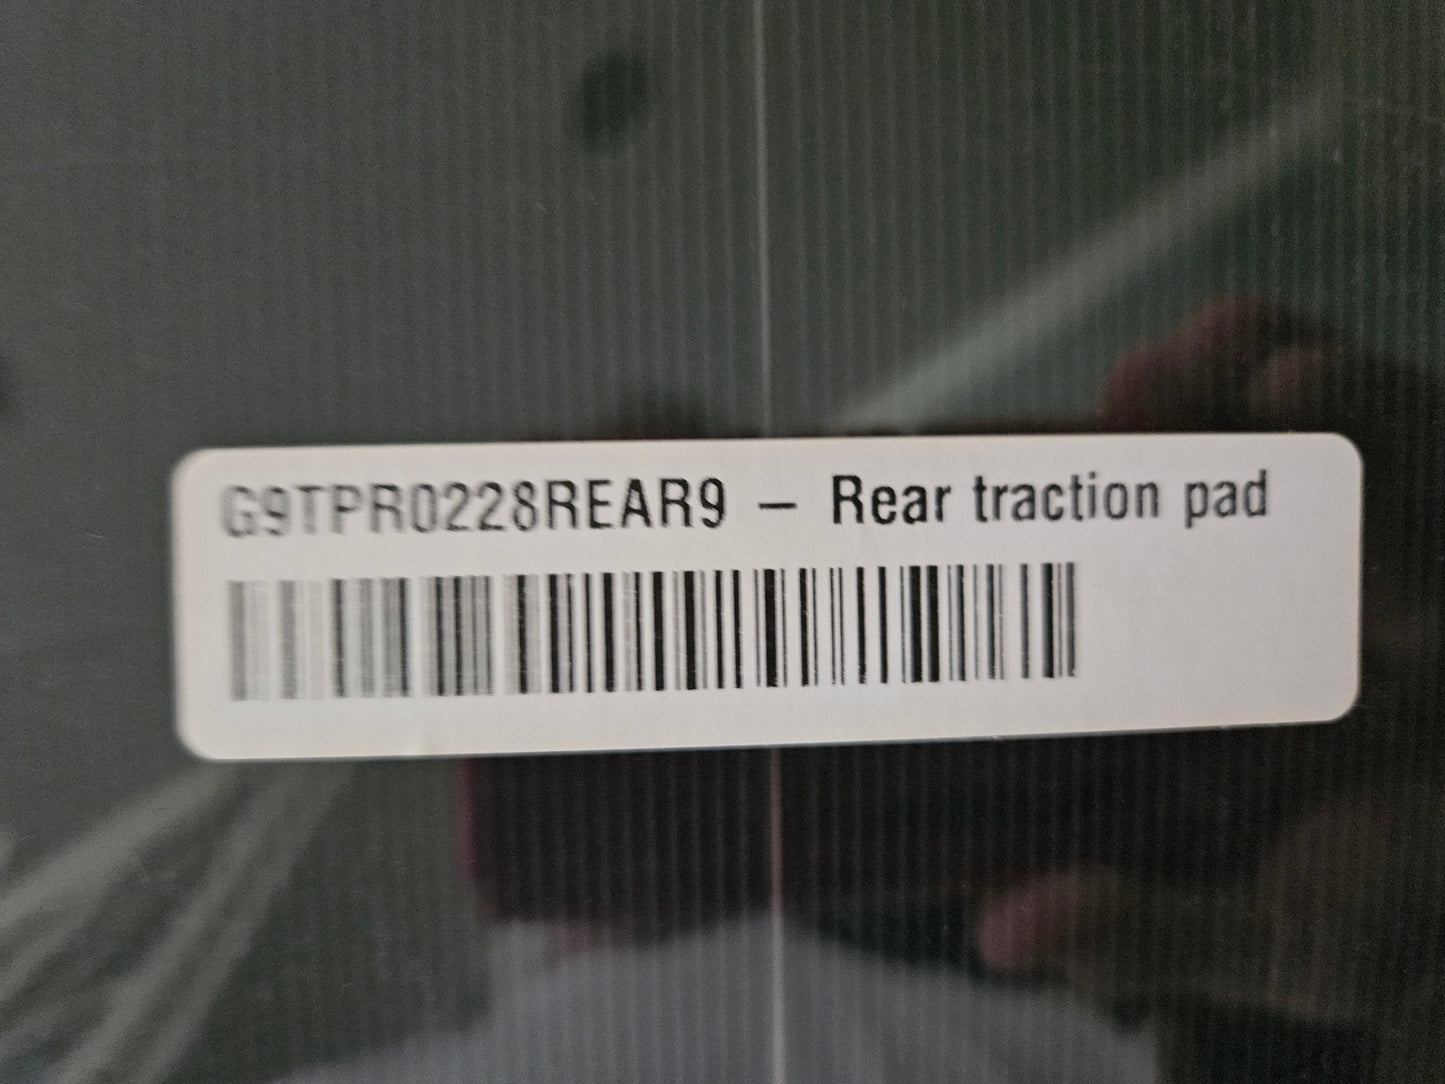 G9TPR0228REAR9 – Rear traction pad